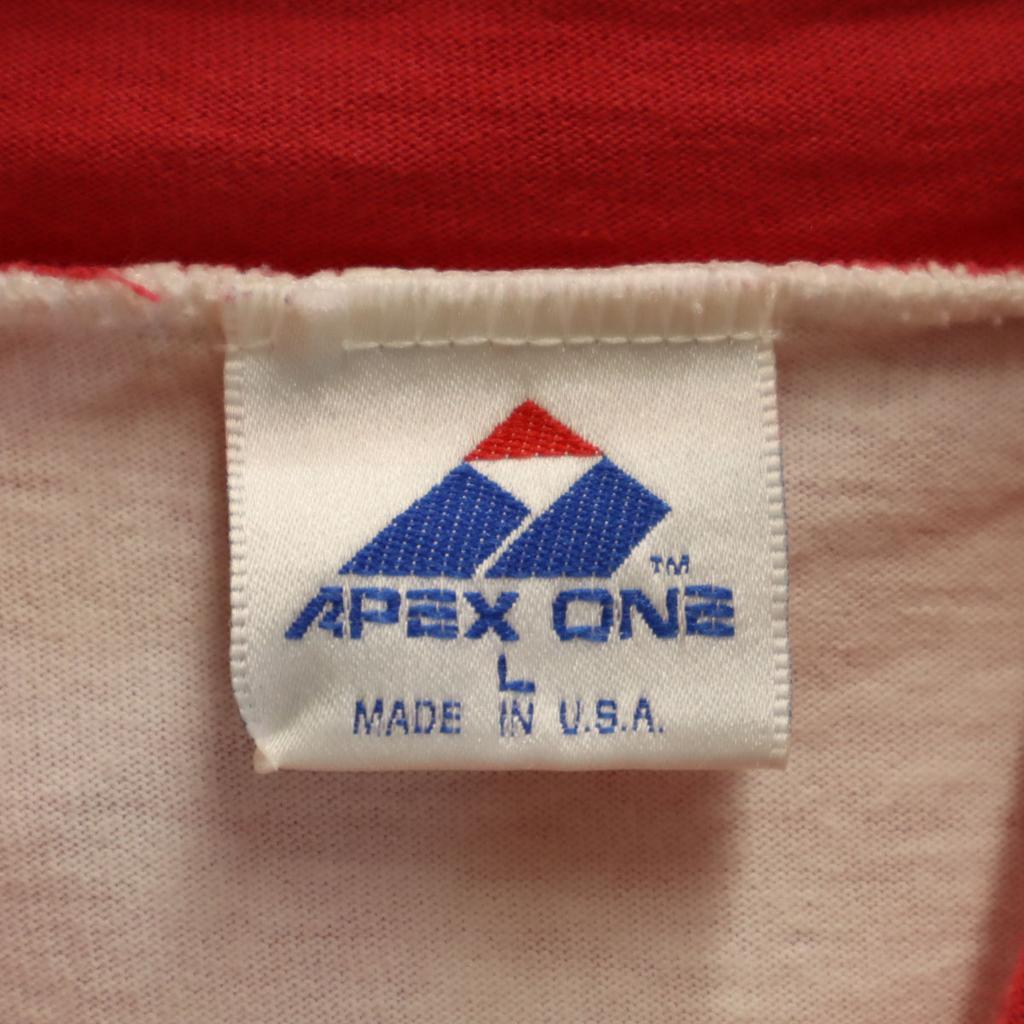 TM
APEX ONE
L
MADE IN U.S.A.